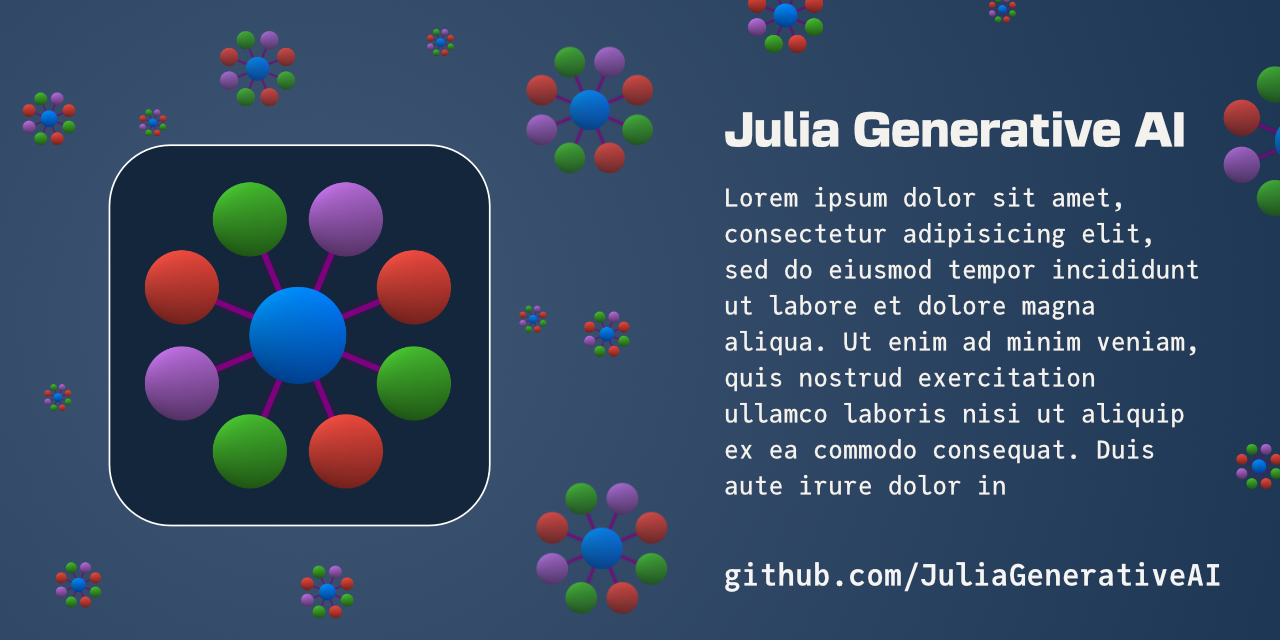 Julia Generative AI
Lorem ipsum dolor sit amet,
consectetur adipisicing elit,
sed do eiusmod tempor incididunt
ut labore et dolore magna
aliqua. Ut enim ad minim veniam,
quis nostrud exercitation
ullamco laboris nisi ut aliquip
ex ea commodo consequat. Duis
aute irure dolor in
github.com/JuliaGenerativeAI